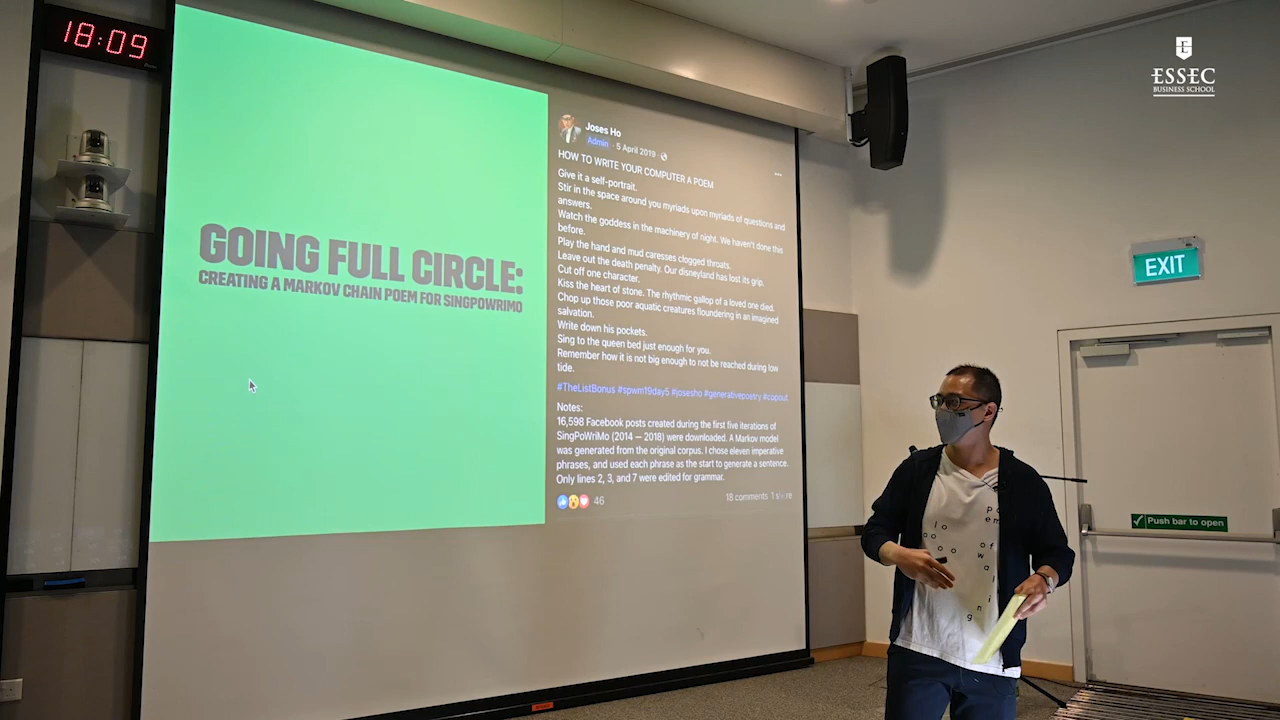 18:09
ESSEC
BUSINESS SCHOOL
GOING FULL CIRCLE:
CREATING A MARKOV CHAIN POEM FOR SINGPOWRIMO
Joses Ho
Admin · 5 April 2019
HOW TO WRITE YOUR COMPUTER A POEM
Give it a self-portrait.
Stir in the space around you myriads upon myriads of questions and
answers.
Watch the goddess in the machinery of night. We haven't done this
before.
Play the hand and mud caresses clogged throats.
Leave out the death penalty. Our disneyland has lost its grip.
Cut off one character.
Kiss the heart of stone. The rhythmic gallop of a loved one died.
Chop up those poor aquatic creatures floundering in an imagined
salvation.
Write down his pockets.
Sing to the queen bed just enough for you.
Remember how it is not big enough to not be reached during low
tide.
#TheListBonus #spwm19day5 #josesho #generativepoetry #copout
Notes:
16,598 Facebook posts created during the first five iterations of
SingPoWriMo (2014 — 2018) were downloaded. A Markov model
was generated from the original corpus. I chose eleven imperative
phrases, and used each phrase as the start to generate a sentence.
Only lines 2, 3, and 7 were edited for grammar.
46
18 comments 1 share
EXIT
Push bar to open